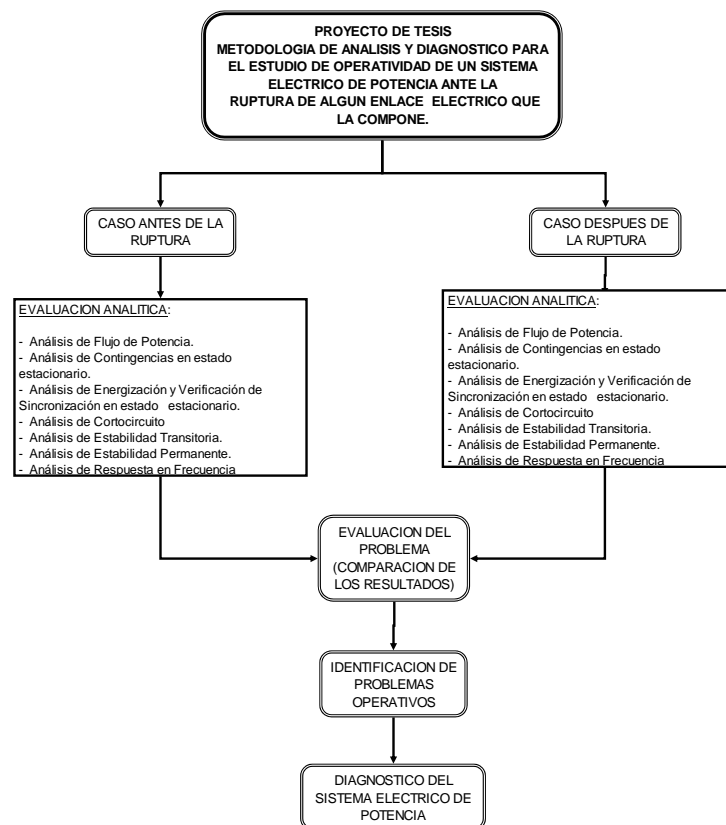 PROYECTO DE TESIS
METODOLOGIA DE ANALISIS Y DIAGNOSTICO PARA
EL ESTUDIO DE OPERATIVIDAD DE UN SISTEMA
ELECTRICO DE POTENCIA ANTE LA
RUPTURA DE ALGUN ENLACE ELECTRICO QUE
LA COMPONE.
CASO ANTES DE LA
RUPTURA
CASO DESPUES DE
LA RUPTURA
EVALUACION ANALITICA:
- Análisis de Flujo de Potencia.
- Análisis de Contingencias en estado
estacionario.
- Análisis de Energización y Verificación de
Sincronización en estado estacionario.
- Análisis de Cortocircuito
- Análisis de Estabilidad Transitoria.
- Análisis de Estabilidad Permanente.
- Análisis de Respuesta en Frecuencia
EVALUACION ANALITICA:
- Análisis de Flujo de Potencia.
- Análisis de Contingencias en estado
estacionario.
- Análisis de Energización y Verificación de
Sincronización en estado estacionario.
- Análisis de Cortocircuito
- Análisis de Estabilidad Transitoria.
- Análisis de Estabilidad Permanente.
- Análisis de Respuesta en Frecuencia
EVALUACION DEL
PROBLEMA
(COMPARACION DE
LOS RESULTADOS)
IDENTIFICACION DE
PROBLEMAS
OPERATIVOS
DIAGNOSTICO DEL
SISTEMA ELECTRICO DE
POTENCIA